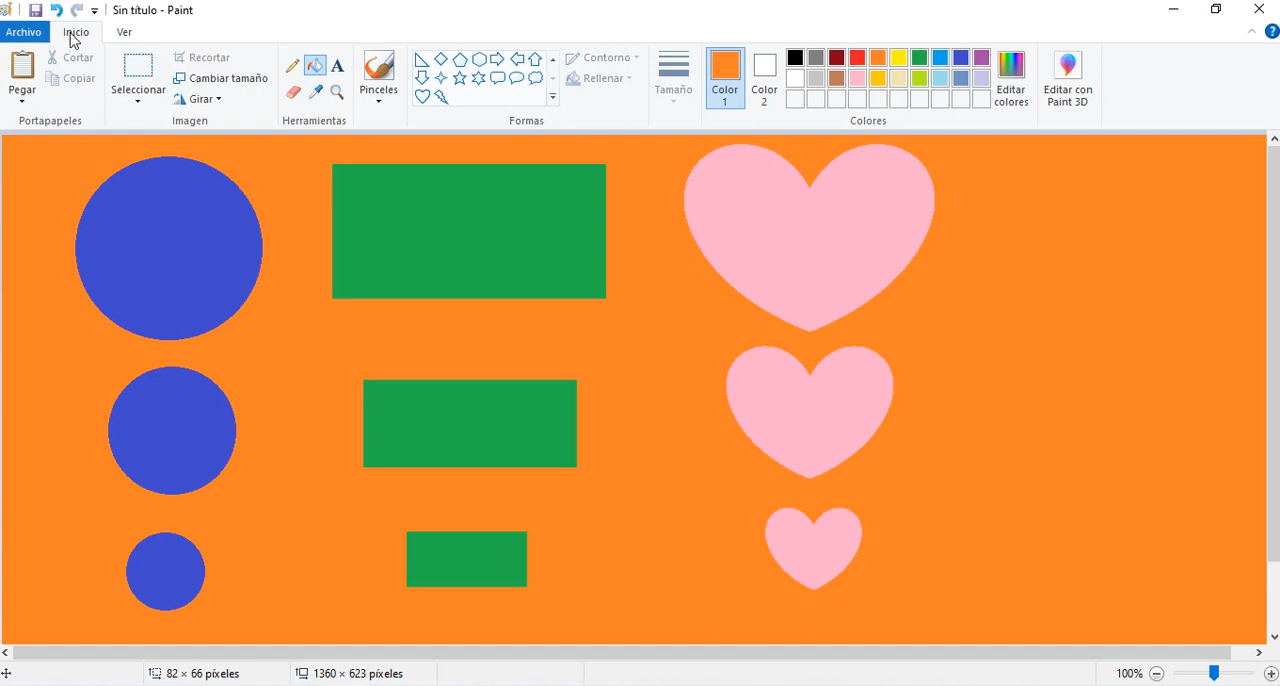 Sin título - Paint
Archivo Inicio Ver
Pegar
Cortar
Copiar
Portapapeles
Seleccionar
Recortar
Cambiar tamaño
Girar
Imagen
A
Herramientas
Pinceles
Contorno
Rellenar
Formas
Tamaño
Color
1
Color
2
Editar
colores
Colores
Editar con
Paint 3D
82 × 66 píxeles
1360 × 623 píxeles
100%